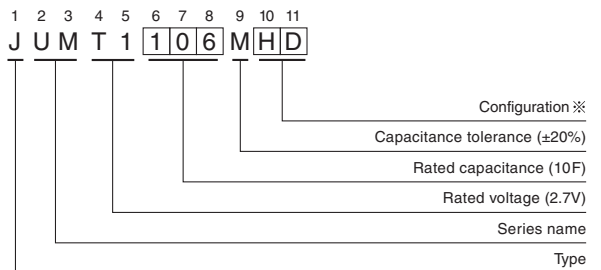 1 2 3 4 5 6 7 8 9 10 11
J U M T 1 1 0 6 M H D
Configuration ※
Capacitance tolerance (±20%)
Rated capacitance (10F)
Rated voltage (2.7V)
Series name
Type